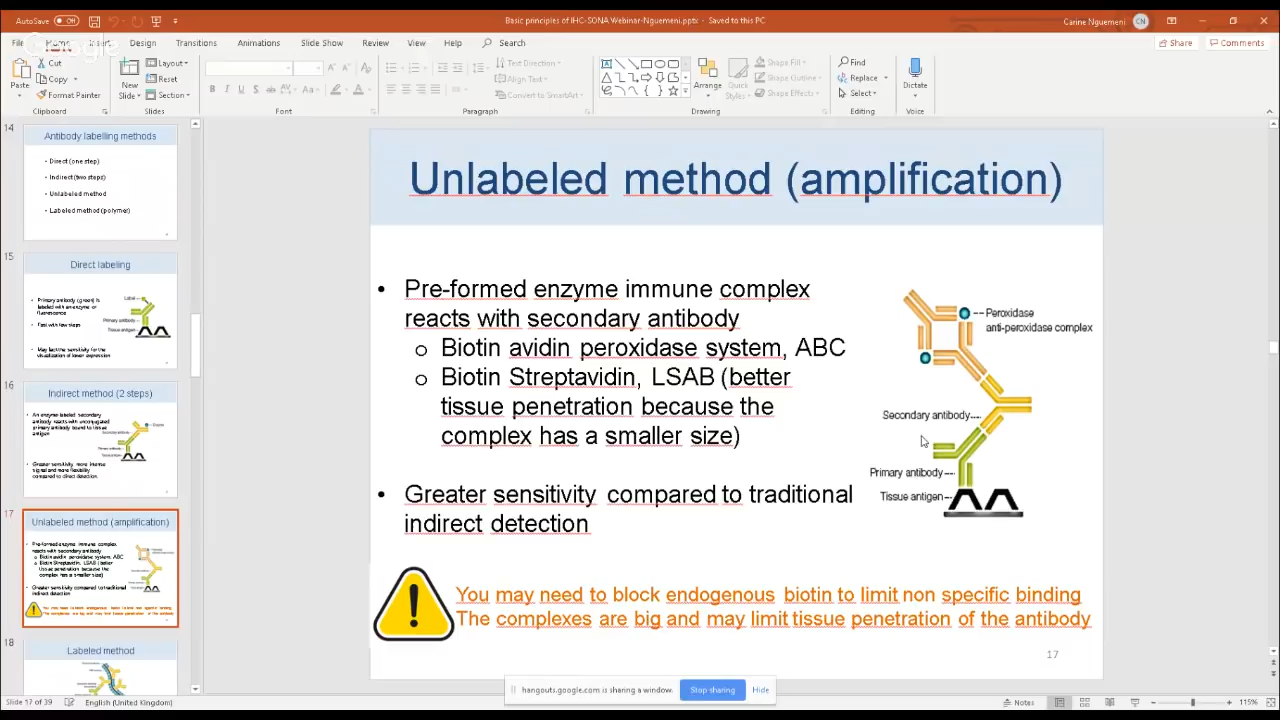 AutoSave Off
Basic principles of IHC-SONA Webinar-Nguemeni.pptx - Saved to this PC
Carine Nguemeni CN
File Home Insert Design Transitions Animations Slide Show Review View Help Search
Share Comments
Google
Paste
Cut
Copy
Format Painter
Clipboard
New Slide
Layout
Reset
Section
Slides
Font
Text Direction
Align Text
Convert to SmartArt
Paragraph
Arrange
Quick Styles
Shape Fill
Shape Outline
Shape Effects
Drawing
Find
Replace
Select
Editing
Dictate
Voice
14
Antibody labelling methods
• Direct (one step)
• Indirect (two steps)
• Unlabeled method
• Labeled method (polymer)
15
Direct labeling
• Primary antibody (green) is
labeled with an enzyme or
fluorescence
• Fast with few steps
• May lack the sensitivity for the
Label
Primary antibody
Tissue antigen
16
Indirect method (2 steps)
An enzyme labeled secondary
antibody reacts with unconjugated
primary antibody bound to tissue
antigen
Greater sensitivity, more intense
signal and more flexibility
compared to direct detection.
17
Unlabeled method (amplification)
Pre-formed enzyme immune complex
reacts with secondary antibody
o Biotin avidin peroxidase system, ABC
o Biotin Streptavidin, LSAB (better
tissue penetration because the
complex has a smaller size)
Greater sensitivity compared to traditional
indirect detection
You may need to block endogenous biotin to limit non specific binding
The complexes are big and may limit tissue penetration of the antibody
18
Labeled method
Unlabeled method (amplification)
• Pre-formed enzyme immune complex
reacts with secondary antibody
o Biotin avidin peroxidase system, ABC
o Biotin Streptavidin, LSAB (better
tissue penetration because the
complex has a smaller size)
• Greater sensitivity compared to traditional
indirect detection
Peroxidase
anti-peroxidase complex
Secondary antibody
Primary antibody
Tissue antigen
! You may need to block endogenous biotin to limit non specific binding
The complexes are big and may limit tissue penetration of the antibody
17
hangouts.google.com is sharing a window. Stop sharing Hide
Slide 17 of 39 English (United Kingdom)
Notes
115%